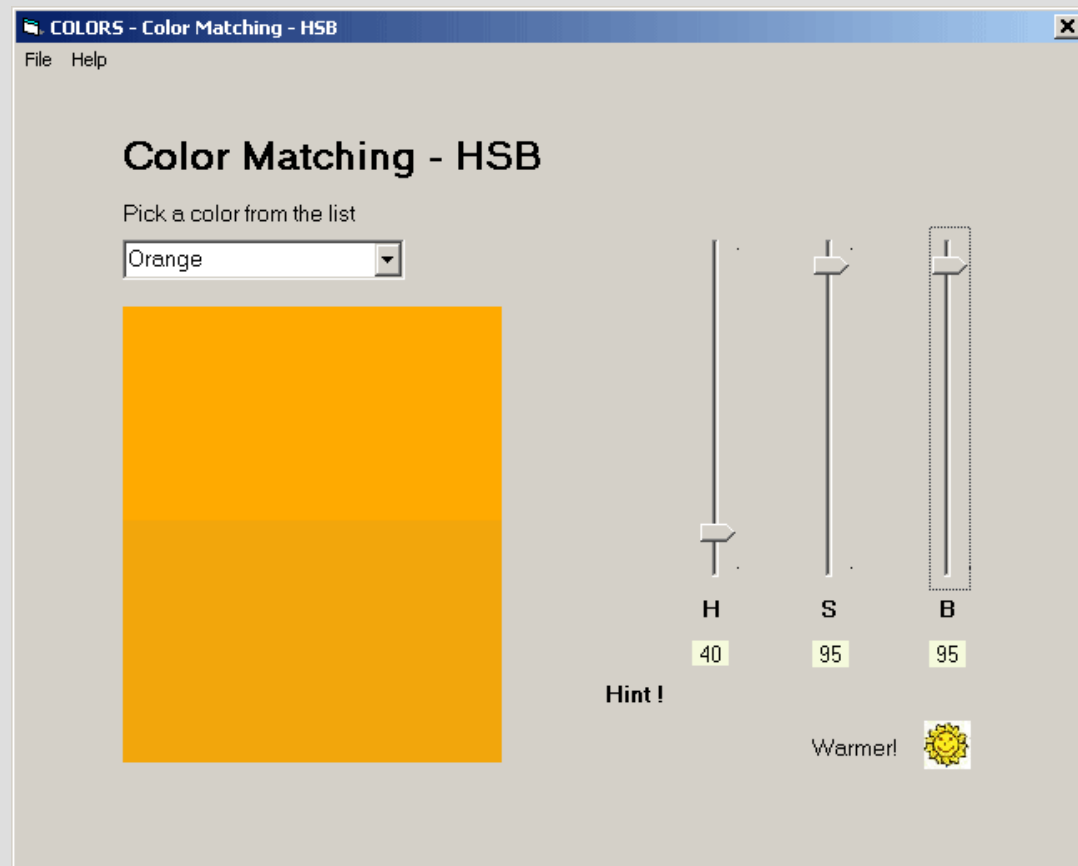 COLORS - Color Matching - HSB
File Help
Color Matching - HSB
Pick a color from the list
Orange
H S B
40 95 95
Hint !
Warmer!